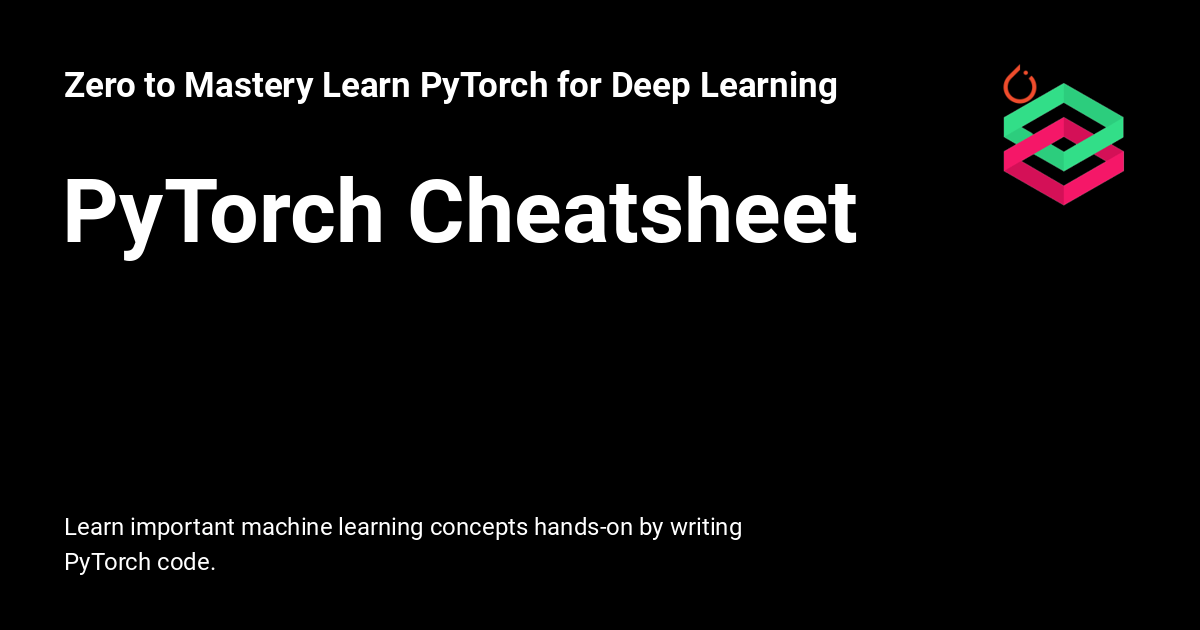 Zero to Mastery Learn PyTorch for Deep Learning
PyTorch Cheatsheet
Learn important machine learning concepts hands-on by writing
PyTorch code.